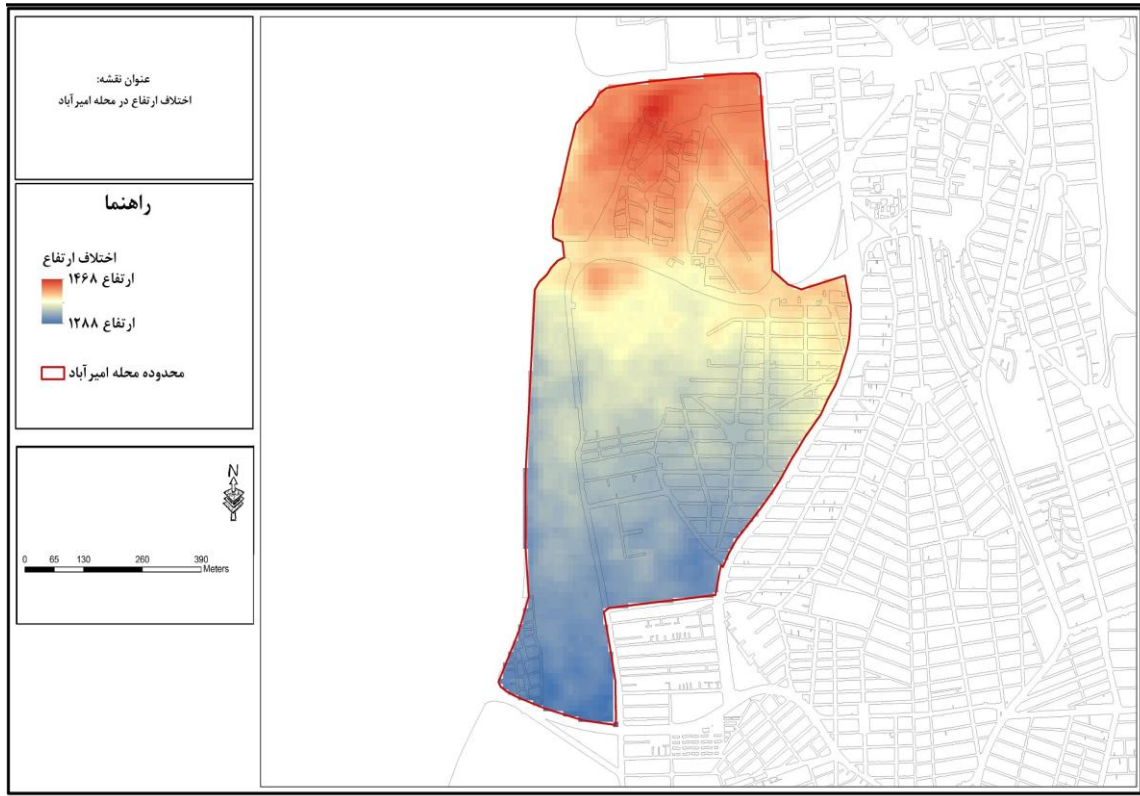 عنوان نقشه:
اختلاف ارتفاع در محله امیرآباد
راهنما
اختلاف ارتفاع
ارتفاع ۱۴۶۸
ارتفاع ۱۲۸۸
محدوده محله امیرآباد
N
0 65 130 260 390
Meters